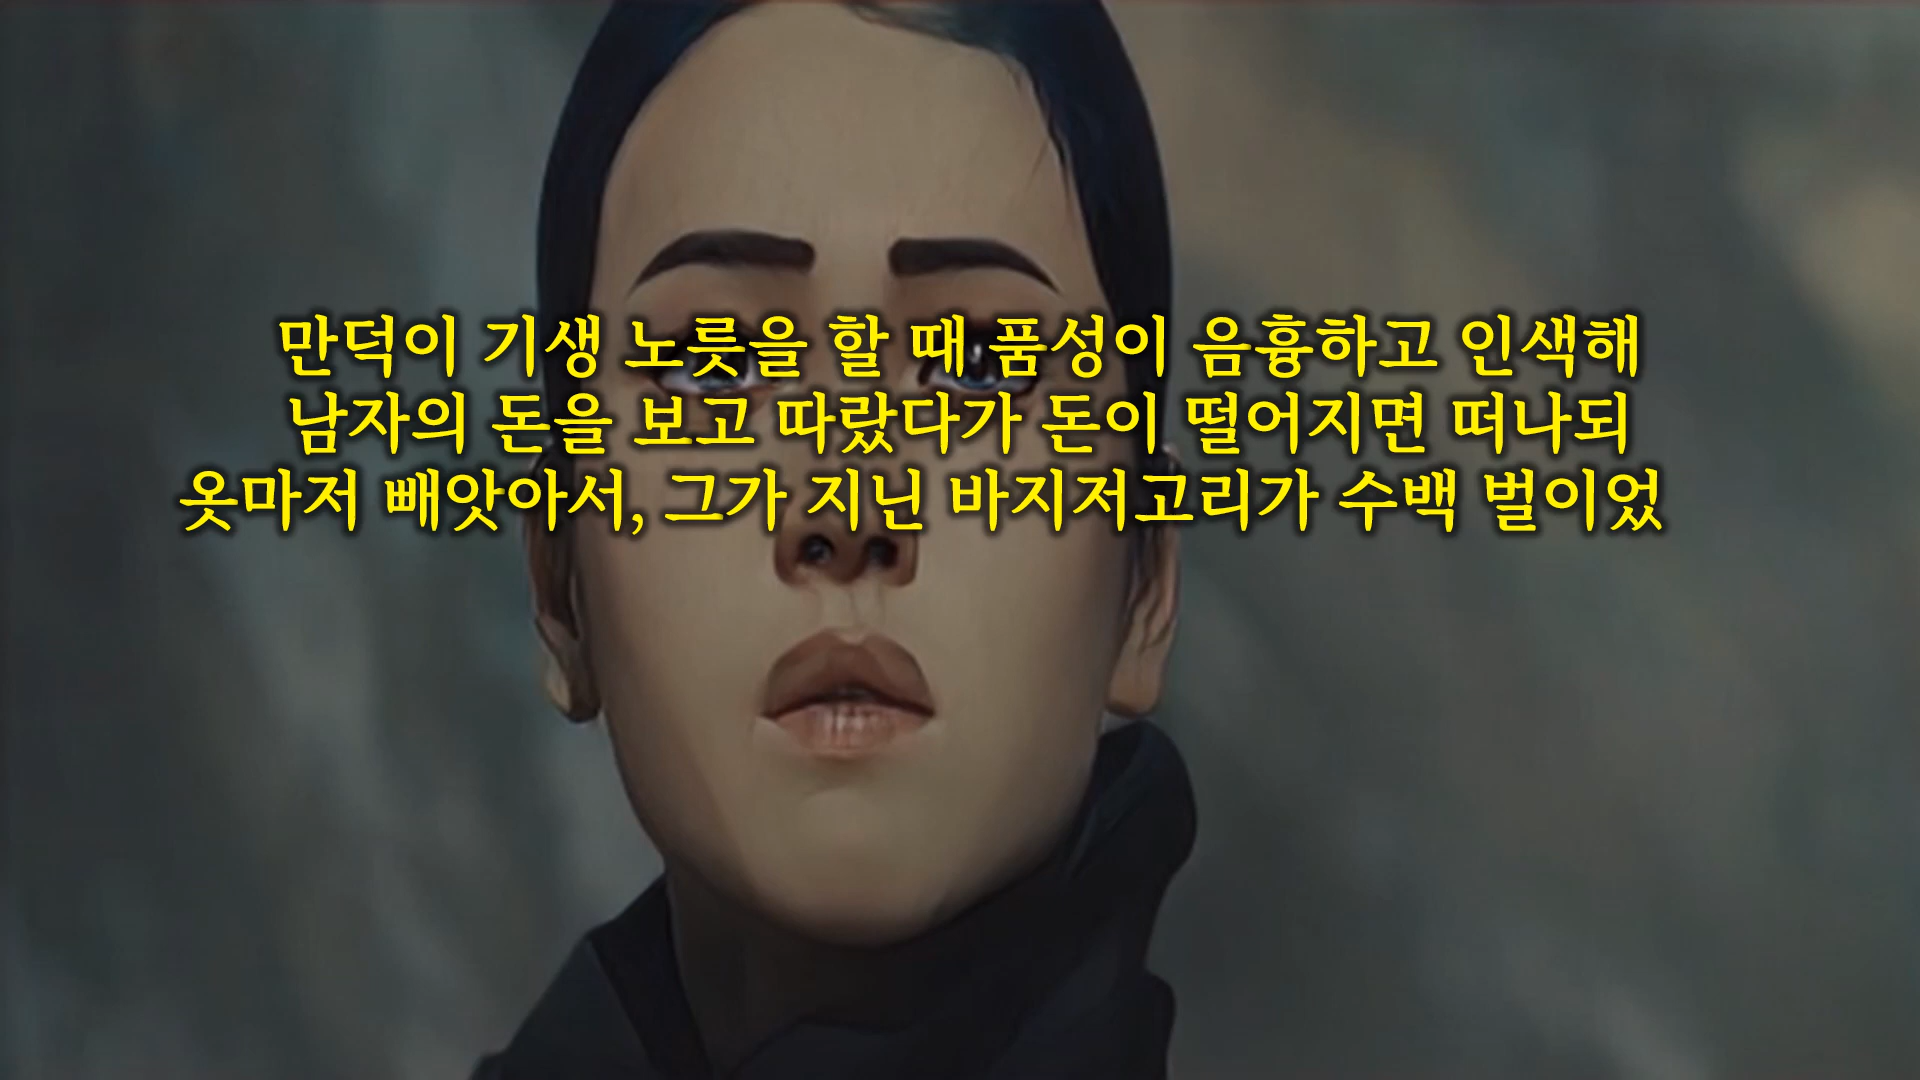 만덕이 기생 노릇을 할 때 품성이 음흉하고 인색해
남자의 돈을 보고 따랐다가 돈이 떨어지면 떠나되
옷마저 빼앗아서, 그가 지닌 바지저고리가 수백 벌이었